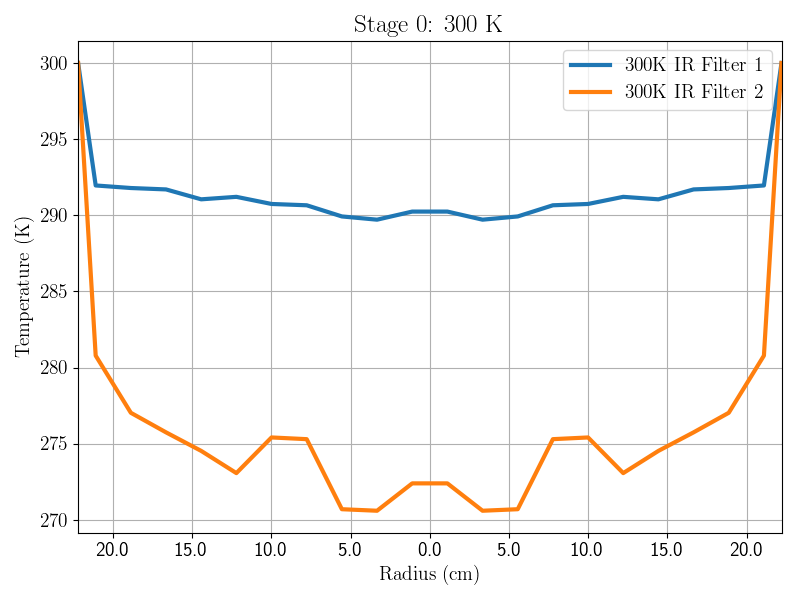 Stage 0: 300 K
300K IR Filter 1
300K IR Filter 2
Temperature (K)
300
295
290
285
280
275
270
20.0 15.0 10.0 5.0 0.0 5.0 10.0 15.0 20.0
Radius (cm)